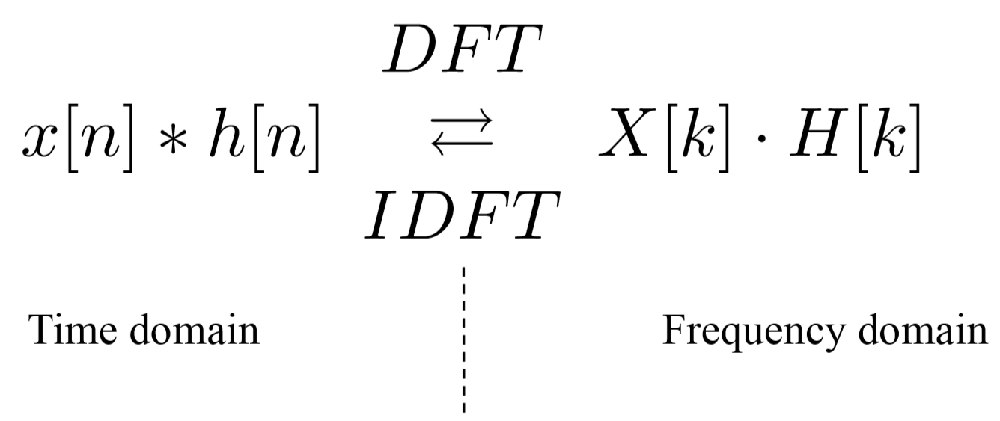 DFT
x[n] * h[n] ⇄ X[k] · H[k]
IDFT
Time domain
Frequency domain